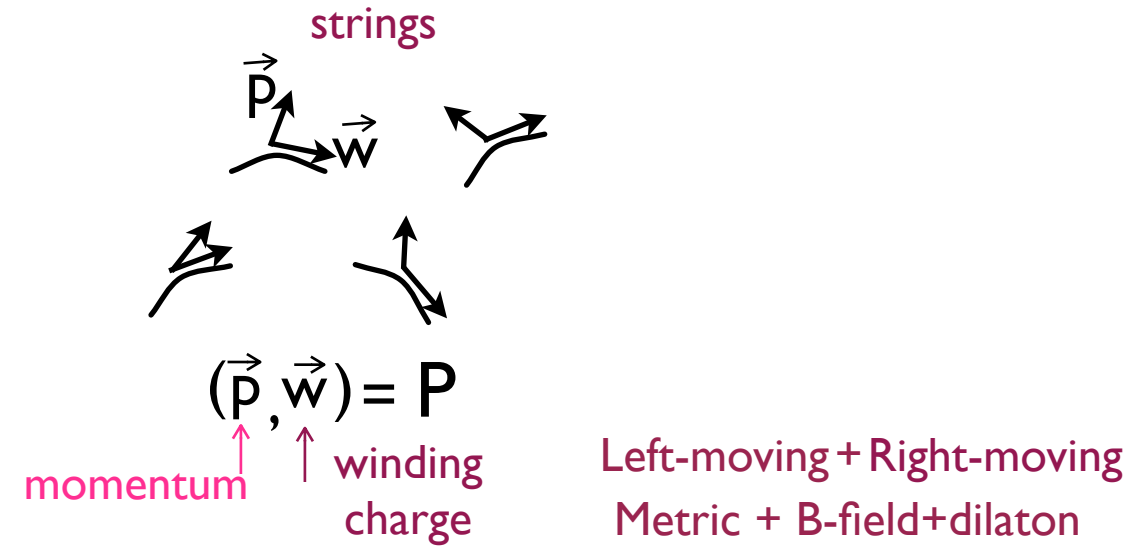 strings
p⃗
w⃗
(p⃗,w⃗)= P
momentum
winding
charge
Left-moving + Right-moving
Metric + B-field+dilaton